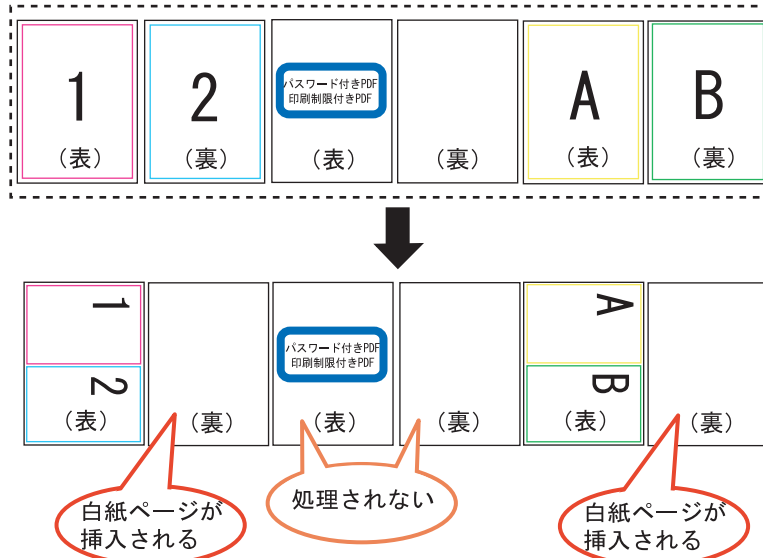 1
2
パスワード付きPDF
印刷制限付きPDF
A
B
(表)
(裏)
(表)
(裏)
(表)
(裏)
1
2
パスワード付きPDF
印刷制限付きPDF
A
B
(表)
(裏)
(表)
(裏)
(表)
(裏)
白紙ページが
挿入される
処理されない
白紙ページが
挿入される